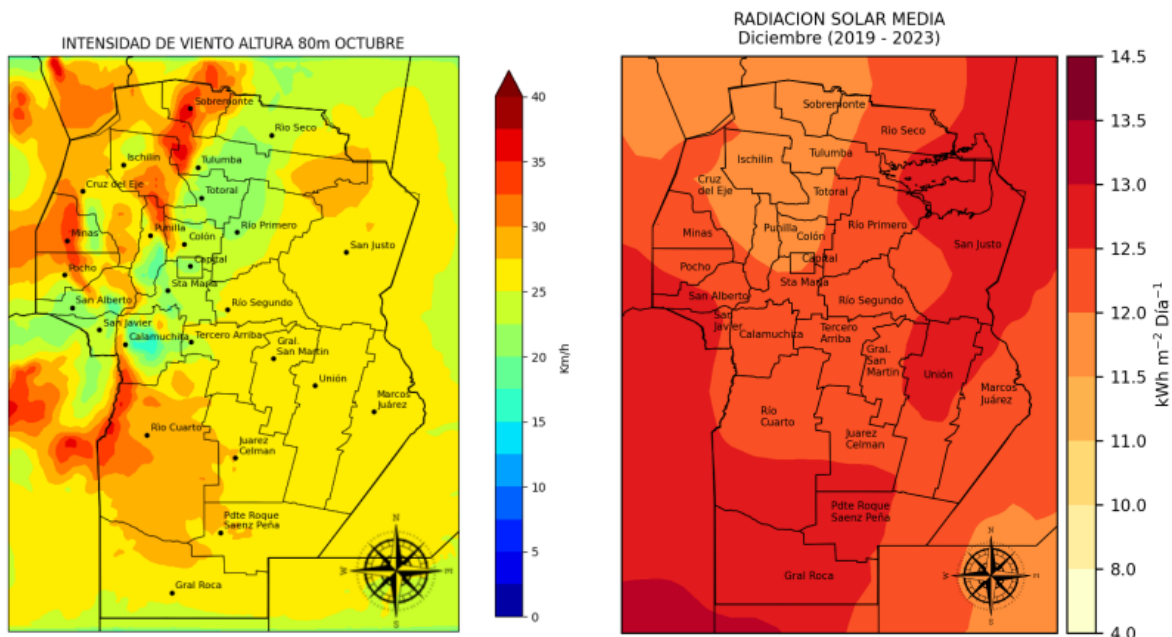 INTENSIDAD DE VIENTO ALTURA 80m OCTUBRE
Sobremonte
Río Seco
Ischilin
Tulumba
Cruz del Eje
Totoral
Minas
Punilla
Río Primero
Colón
San Justo
Pocho
Capital
Sta María
San Alberto
Río Segundo
San Javier
Calamuchita
Tercero Arriba
Gral.
San Martin
Unión
Marcos
Juárez
Río Cuarto
Juarez
Celman
Pdte Roque
Saenz Peña
Gral Roca
N
W
E
S
40
35
30
25
20
15
10
5
0
Km/h
RADIACION SOLAR MEDIA
Diciembre (2019 - 2023)
Sobremonte
Río Seco
Ischilin
Tulumba
Cruz
del Eje
Totoral
Minas
Punilla
Colón
Río Primero
San Justo
Pocho
Capital
Sta María
San Alberto
Río Segundo
San
Javier
Calamuchita
Tercero
Arriba
Gral.
San
Martin
Unión
Marcos
Juárez
Río
Cuarto
Juarez
Celman
Pdte Roque
Saenz Peña
Gral Roca
N
W
E
S
14.5
13.5
13.0
12.5
12.0
11.5
11.0
10.0
8.0
4.0
kWh m⁻² Día⁻¹